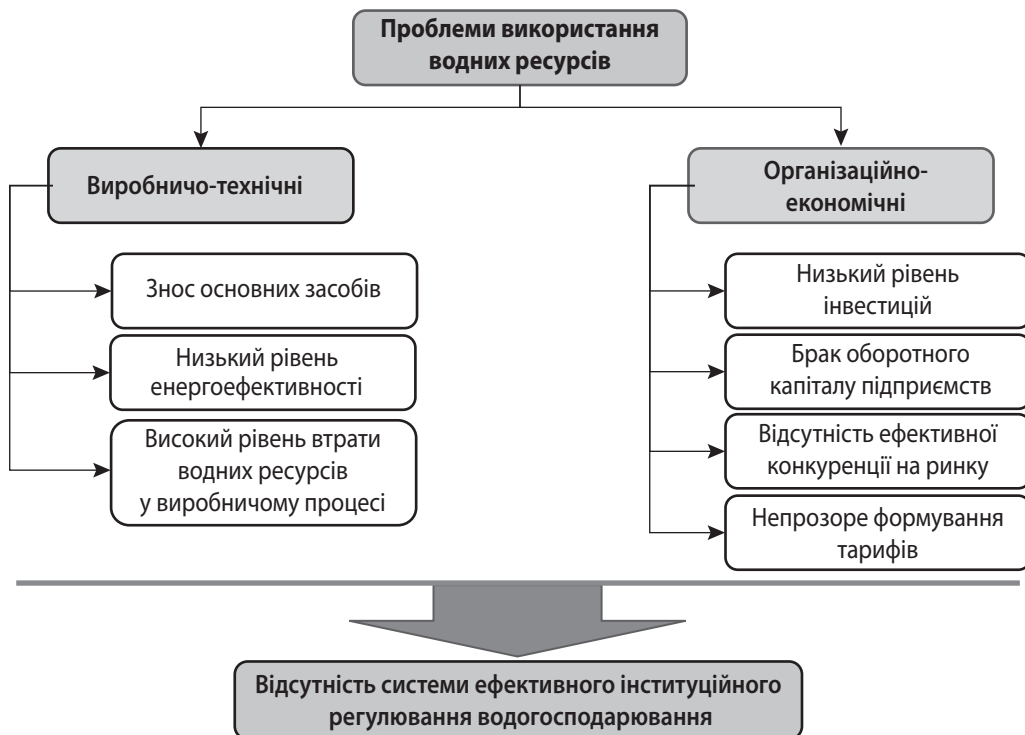 Проблеми використання
водних ресурсів
Виробничо-технічні
Знос основних засобів
Низький рівень
енергоефективності
Високий рівень втрати
водних ресурсів
у виробничому процесі
Організаційно-
економічні
Низький рівень
інвестицій
Брак оборотного
капіталу підприємств
Відсутність ефективної
конкуренції на ринку
Непрозоре формування
тарифів
Відсутність системи ефективного інституційного
регулювання водогосподарювання